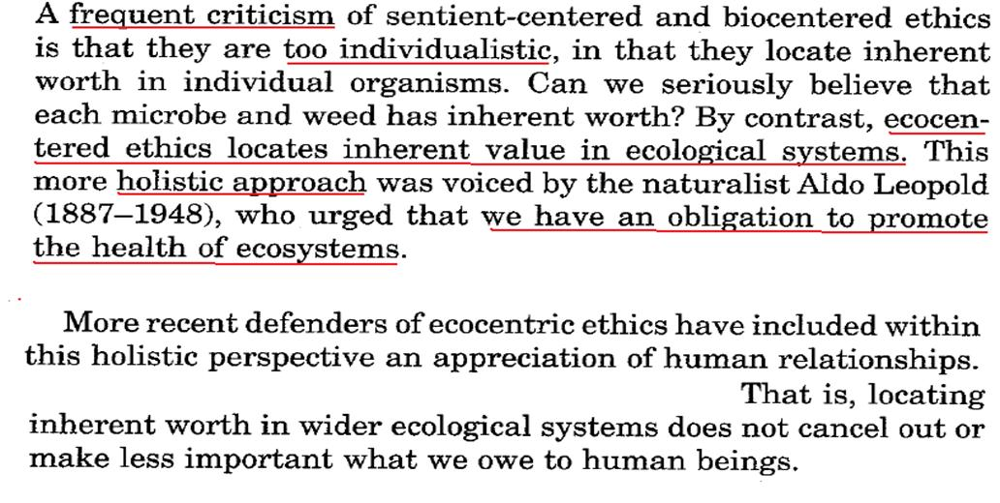 A frequent criticism of sentient-centered and biocentered ethics
is that they are too individualistic, in that they locate inherent
worth in individual organisms. Can we seriously believe that
each microbe and weed has inherent worth? By contrast, ecocen-
tered ethics locates inherent value in ecological systems. This
more holistic approach was voiced by the naturalist Aldo Leopold
(1887–1948), who urged that we have an obligation to promote
the health of ecosystems.
More recent defenders of ecocentric ethics have included within
this holistic perspective an appreciation of human relationships.
That is, locating
inherent worth in wider ecological systems does not cancel out or
make less important what we owe to human beings.